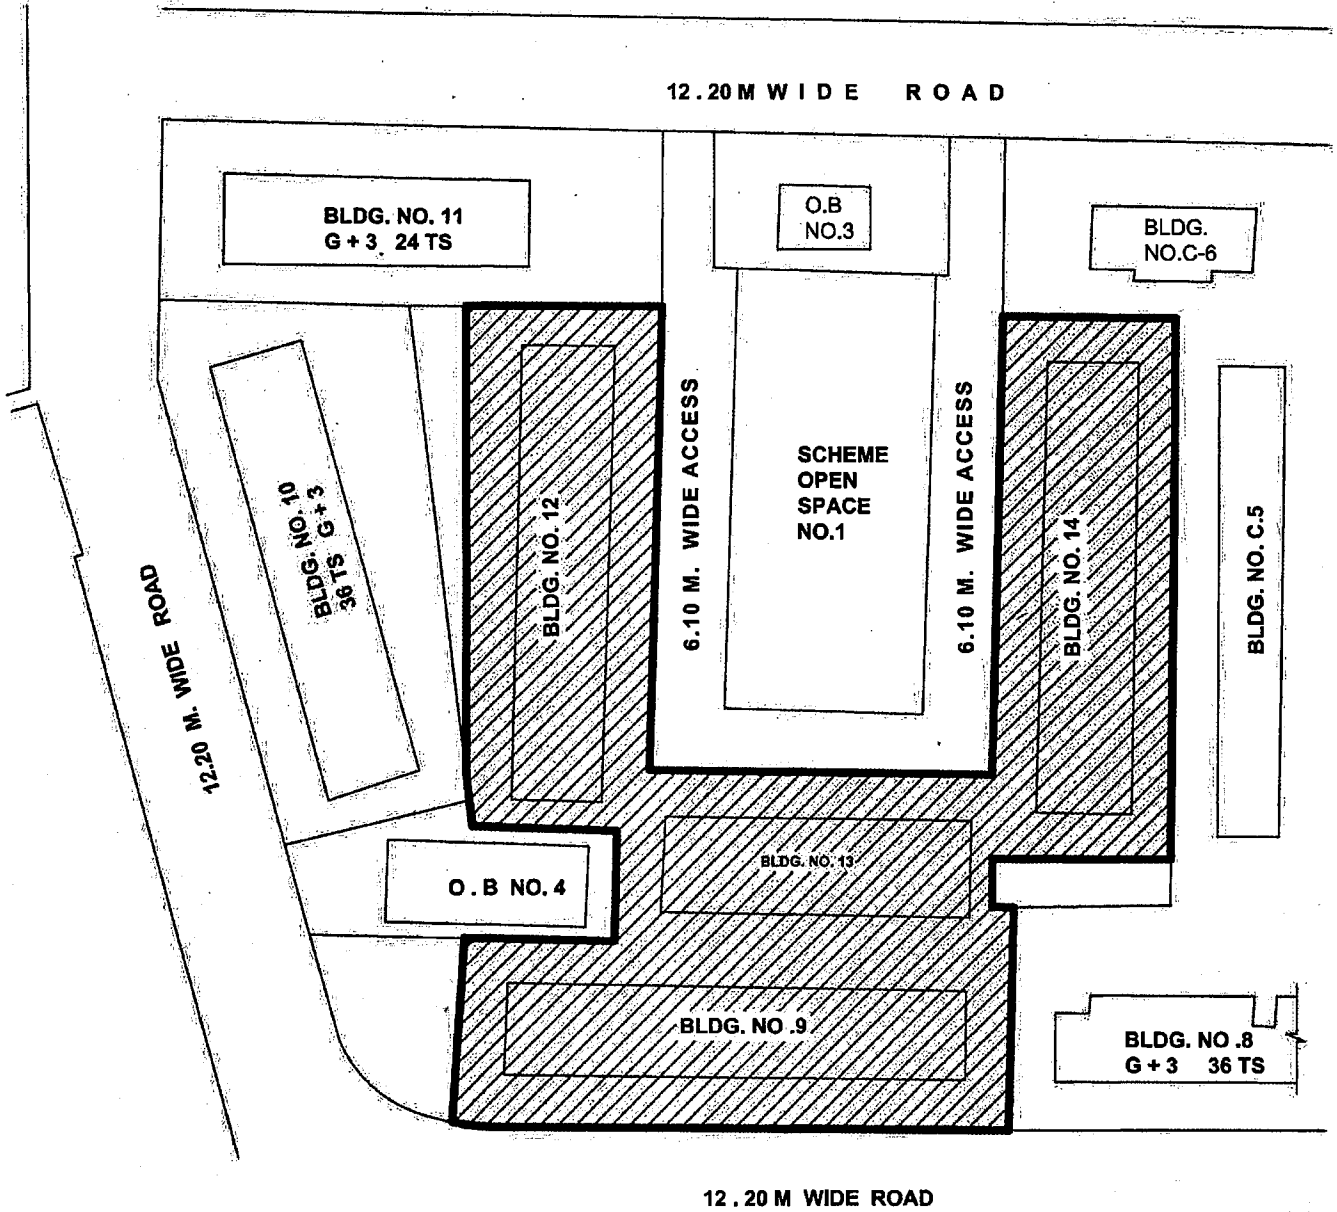 12.20 M WIDE ROAD
BLDG. NO. 11
G + 3 24 TS
O.B
NO.3
BLDG.
NO.C-6
BLDG. NO. 10
36 TS G + 3
BLDG. NO. 12
6.10 M. WIDE ACCESS
SCHEME
OPEN
SPACE
NO.1
6.10 M. WIDE ACCESS
BLDG. NO. 14
BLDG. NO. C.5
12.20 M. WIDE ROAD
O . B NO. 4
BLDG. NO. 13
BLDG. NO .9
BLDG. NO .8
G + 3 36 TS
12 . 20 M WIDE ROAD